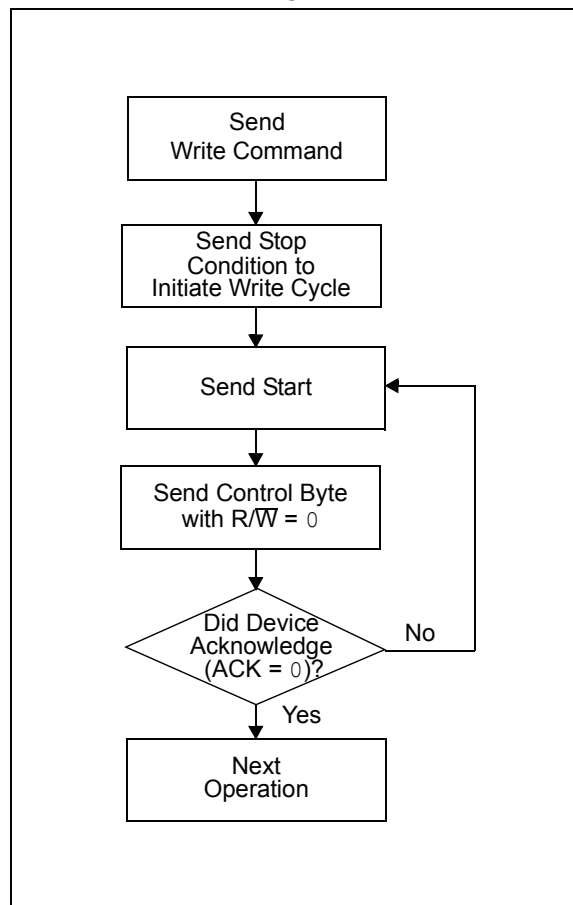 Send
Write Command
Send Stop
Condition to
Initiate Write Cycle
Send Start
Send Control Byte
with R/W̅ = 0
Did Device
Acknowledge
(ACK = 0)?
No
Yes
Next
Operation